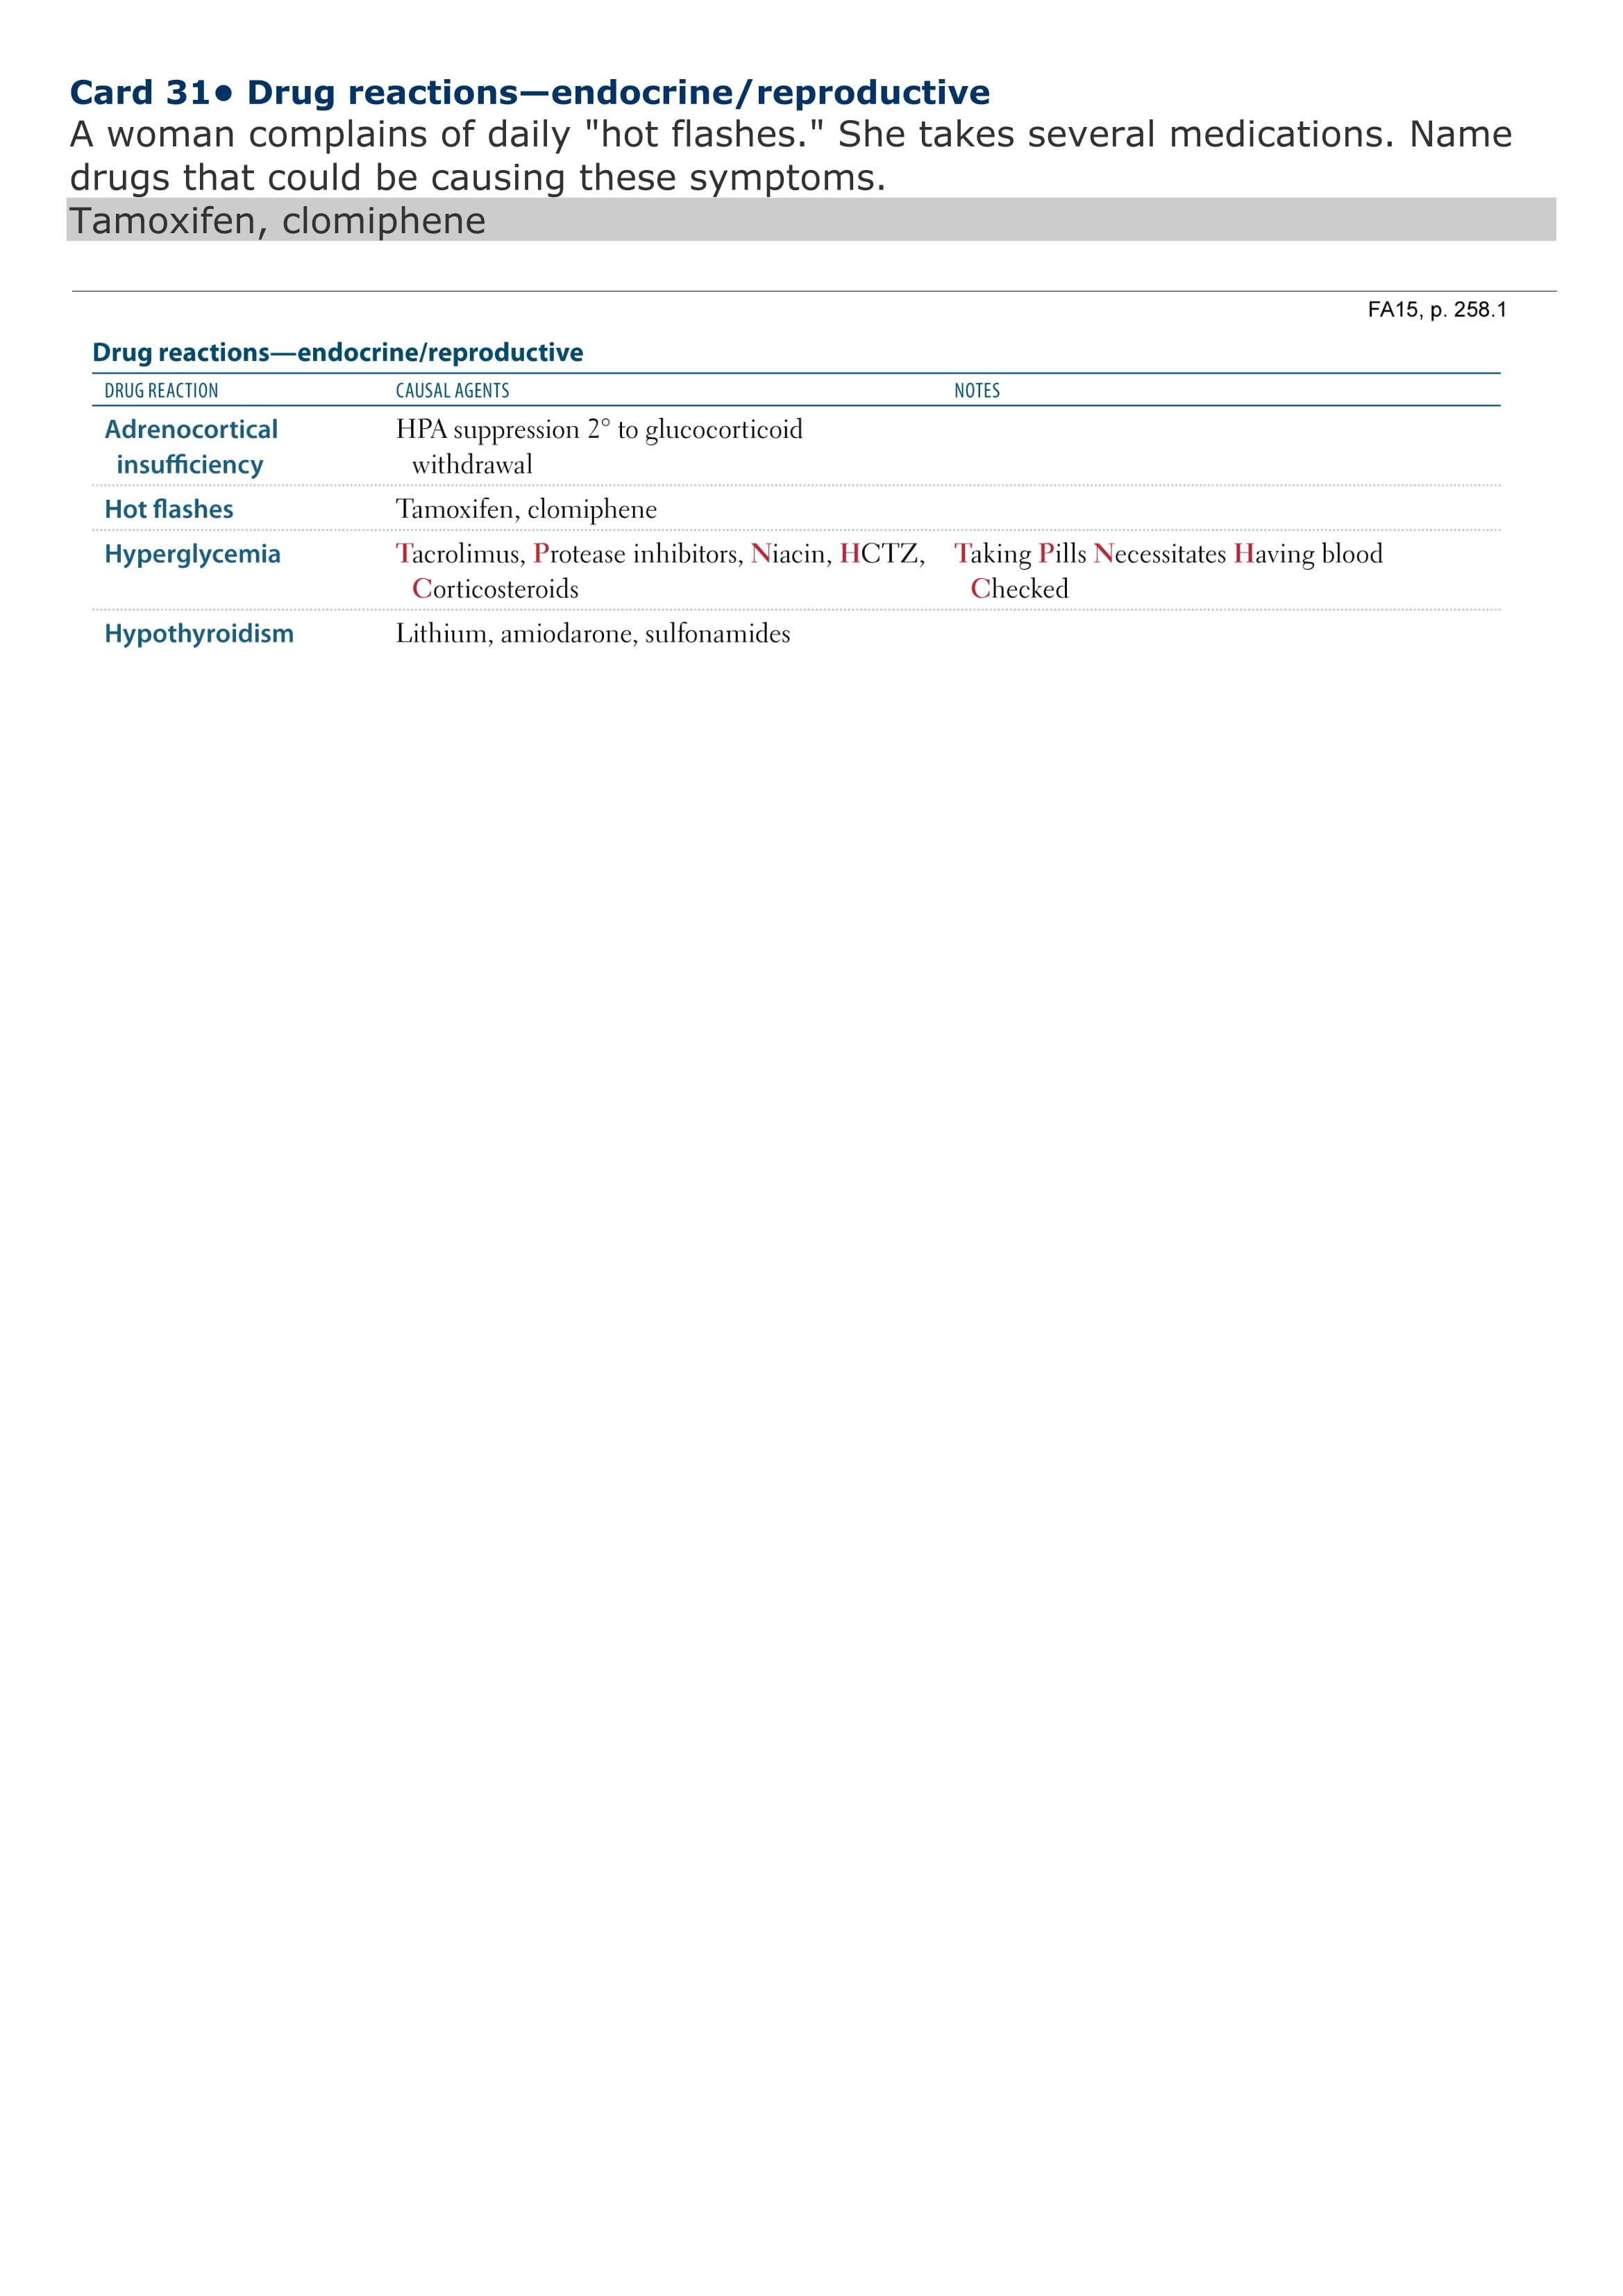 Card 31● Drug reactions—endocrine/reproductive
A woman complains of daily "hot flashes." She takes several medications. Name
drugs that could be causing these symptoms.
Tamoxifen, clomiphene
FA15, p. 258.1
Drug reactions—endocrine/reproductive
DRUG REACTION CAUSAL AGENTS NOTES
Adrenocortical HPA suppression 2° to glucocorticoid
insufficiency withdrawal
Hot flashes Tamoxifen, clomiphene
Hyperglycemia Tacrolimus, Protease inhibitors, Niacin, HCTZ, Taking Pills Necessitates Having blood
Corticosteroids Checked
Hypothyroidism Lithium, amiodarone, sulfonamides